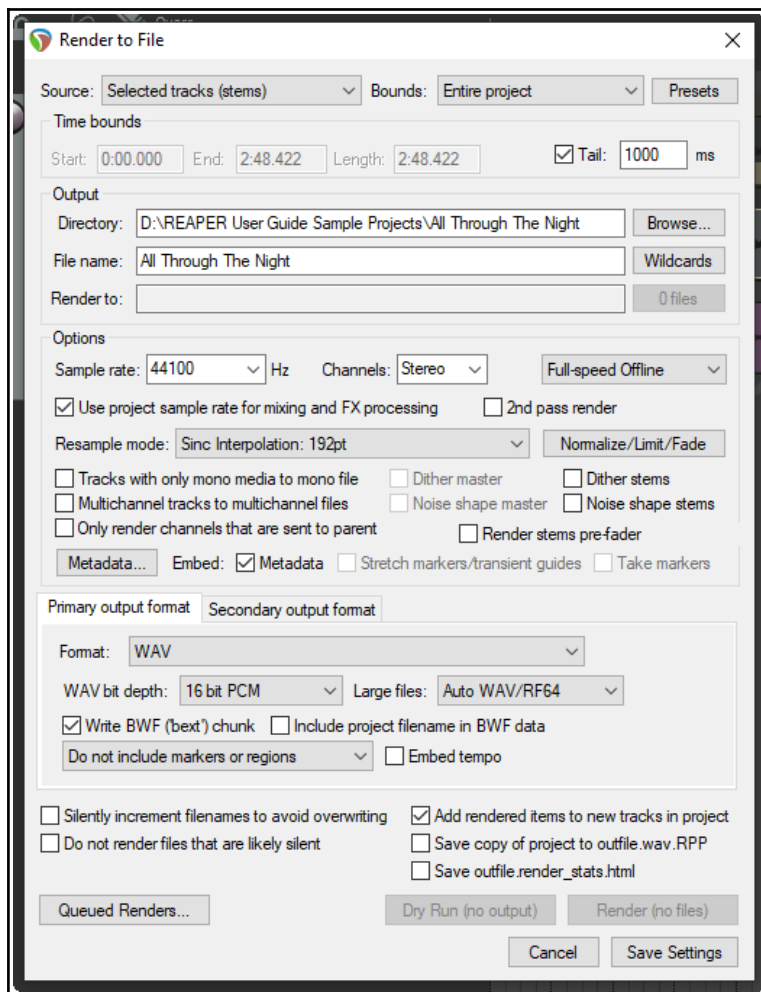 Render to File
Source: Selected tracks (stems) Bounds: Entire project Presets
Time bounds
Start: 0:00.000 End: 2:48.422 Length: 2:48.422 Tail: 1000 ms
Output
Directory: D:\REAPER User Guide Sample Projects\All Through The Night Browse...
File name: All Through The Night Wildcards
Render to: 0 files
Options
Sample rate: 44100 Hz Channels: Stereo Full-speed Offline
Use project sample rate for mixing and FX processing 2nd pass render
Resample mode: Sinc Interpolation: 192pt Normalize/Limit/Fade
Tracks with only mono media to mono file Dither master Dither stems
Multichannel tracks to multichannel files Noise shape master Noise shape stems
Only render channels that are sent to parent Render stems pre-fader
Metadata... Embed: Metadata Stretch markers/transient guides Take markers
Primary output format Secondary output format
Format: WAV
WAV bit depth: 16 bit PCM Large files: Auto WAV/RF64
Write BWF ('bext') chunk Include project filename in BWF data
Do not include markers or regions Embed tempo
Silently increment filenames to avoid overwriting Add rendered items to new tracks in project
Do not render files that are likely silent Save copy of project to outfile.wav.RPP
Save outfile.render_stats.html
Queued Renders... Dry Run (no output) Render (no files)
Cancel Save Settings